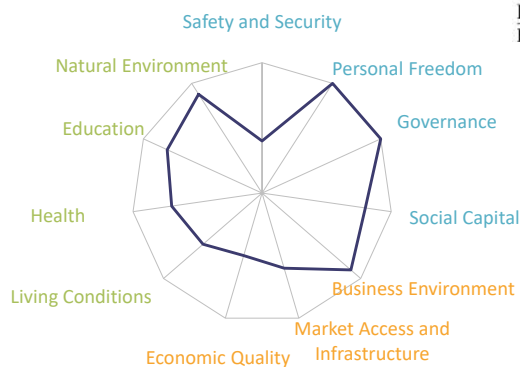 Safety and Security
Natural Environment
Personal Freedom
Education
Governance
Health
Social Capital
Living Conditions
Business Environment
Market Access and
Infrastructure
Economic Quality